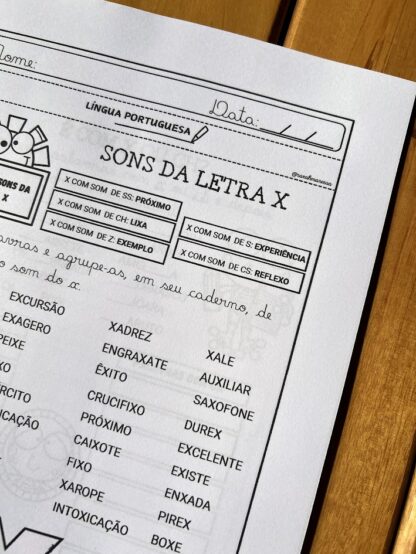 Nome:
LÍNGUA PORTUGUESA
Data: / /
SONS DA LETRA X
SONS DA
X
X COM SOM DE SS: PRÓXIMO
X COM SOM DE CH: LIXA
X COM SOM DE Z: EXEMPLO
X COM SOM DE S: EXPERIÊNCIA
X COM SOM DE CS: REFLEXO
e agrupe-as, em seu caderno, de
o som do x.
EXCURSÃO
EXAGERO
PEIXE
XADREZ
ENGRAXATE
ÊXITO
CRUCIFIXO
PRÓXIMO
CAIXOTE
FIXO
XAROPE
INTOXICAÇÃO
XALE
AUXILIAR
SAXOFONE
DUREX
EXCELENTE
EXISTE
ENXADA
PIREX
BOXE